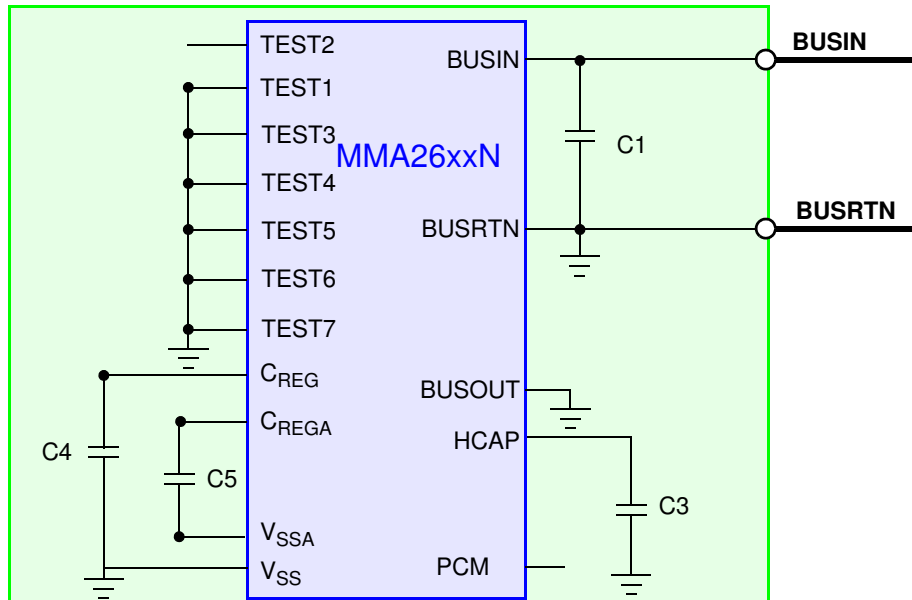 TEST2
TEST1
TEST3
TEST4
TEST5
TEST6
TEST7
CREG
CREGA
VSSA
VSS
MMA26xxN
BUSIN
BUSRTN
BUSOUT
HCAP
PCM
C4
C5
C1
C3
BUSIN
BUSRTN